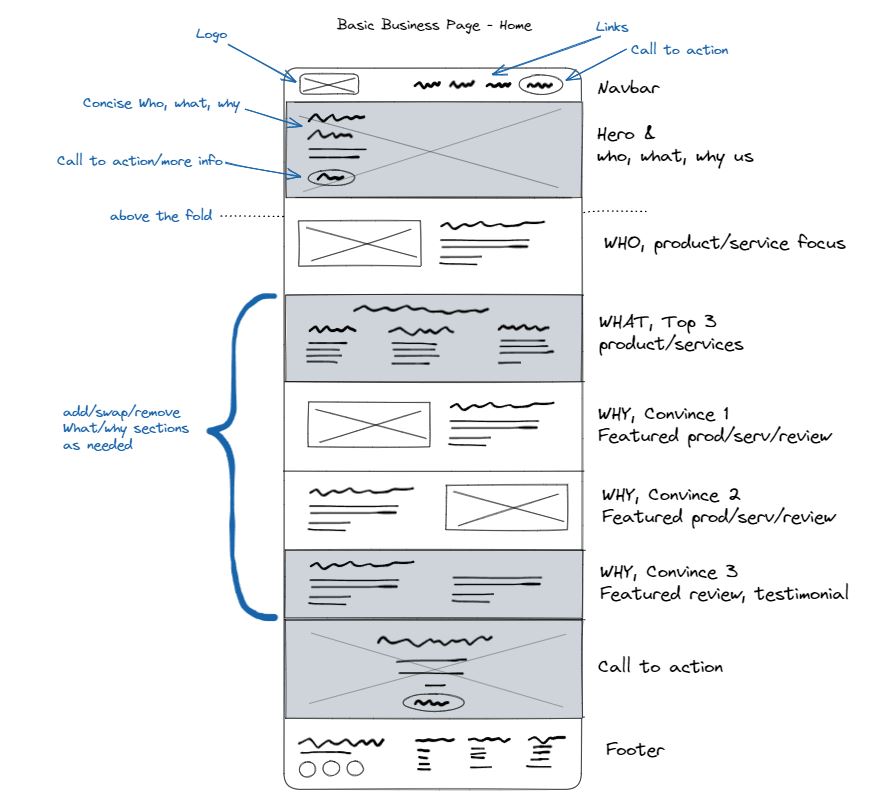 Basic Business Page - Home
Logo
Links
Call to action
Navbar
Concise Who, what, why
Hero &
who, what, why us
Call to action/more info
above the fold
WHO, product/service focus
WHAT, Top 3
product/services
add/swap/remove
What/why sections
as needed
WHY, Convince 1
Featured prod/serv/review
WHY, Convince 2
Featured prod/serv/review
WHY, Convince 3
Featured review, testimonial
Call to action
Footer